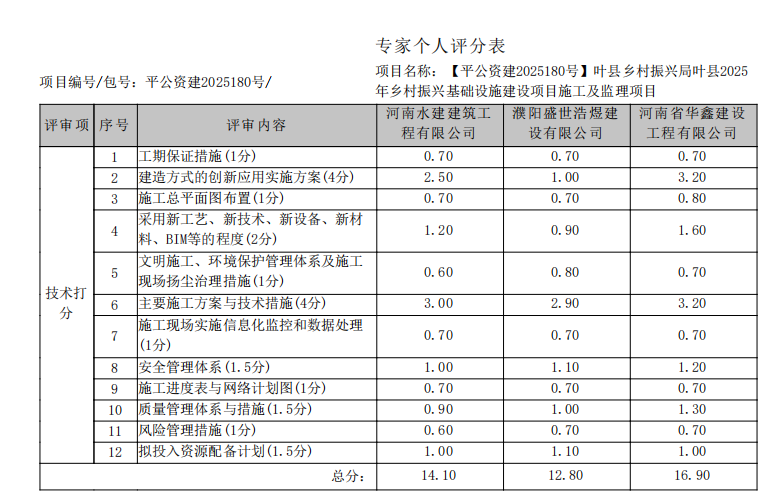 专家个人评分表
项目编号/包号：平公资建2025180号/
项目名称：【平公资建2025180号】叶县乡村振兴局叶县2025
年乡村振兴基础设施建设项目施工及监理项目
评审项 序号 评审内容 河南水建建筑工程有限公司 濮阳盛世浩煜建设有限公司 河南省华鑫建设工程有限公司
技术打分
1 工期保证措施(1分) 0.70 0.70 0.70
2 建造方式的创新应用实施方案(4分) 2.50 1.00 3.20
3 施工总平面图布置(1分) 0.70 0.70 0.80
4 采用新工艺、新技术、新设备、新材
料、BIM等的程度(2分) 1.20 0.90 1.60
5 文明施工、环境保护管理体系及施工
现场扬尘治理措施(1分) 0.60 0.80 0.70
6 主要施工方案与技术措施(4分) 3.00 2.90 3.20
7 施工现场实施信息化监控和数据处理
(1分) 0.70 0.70 0.70
8 安全管理体系(1.5分) 1.00 1.10 1.20
9 施工进度表与网络计划图(1分) 0.70 0.70 0.70
10 质量管理体系与措施(1.5分) 0.90 1.00 1.30
11 风险管理措施(1分) 0.60 0.70 0.70
12 拟投入资源配备计划(1.5分) 1.00 1.10 1.00
总分： 14.10 12.80 16.90